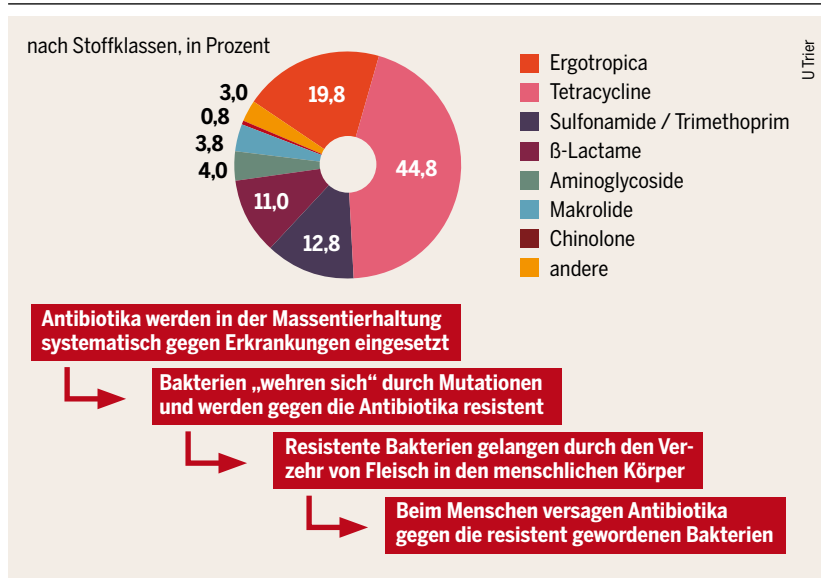 nach Stoffklassen, in Prozent
U Trier
19,8
44,8
12,8
11,0
4,0
3,8
0,8
3,0
Ergotropica
Tetracycline
Sulfonamide / Trimethoprim
ß-Lactame
Aminoglycoside
Makrolide
Chinolone
andere
Antibiotika werden in der Massentierhaltung
systematisch gegen Erkrankungen eingesetzt
Bakterien „wehren sich“ durch Mutationen
und werden gegen die Antibiotika resistent
Resistente Bakterien gelangen durch den Ver-
zehr von Fleisch in den menschlichen Körper
Beim Menschen versagen Antibiotika
gegen die resistent gewordenen Bakterien